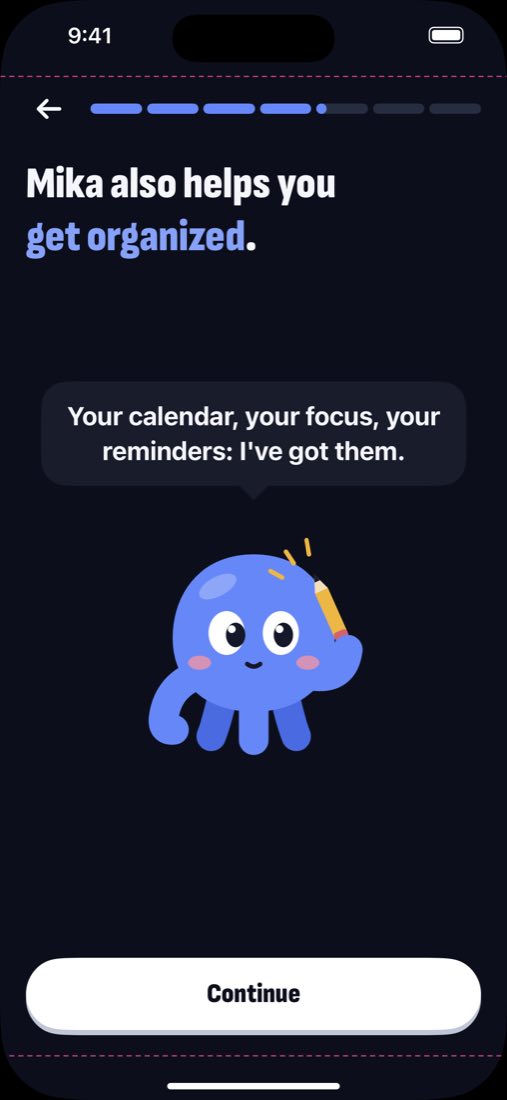 9:41
Mika also helps you
get organized.
Your calendar, your focus, your
reminders: I've got them.
Continue